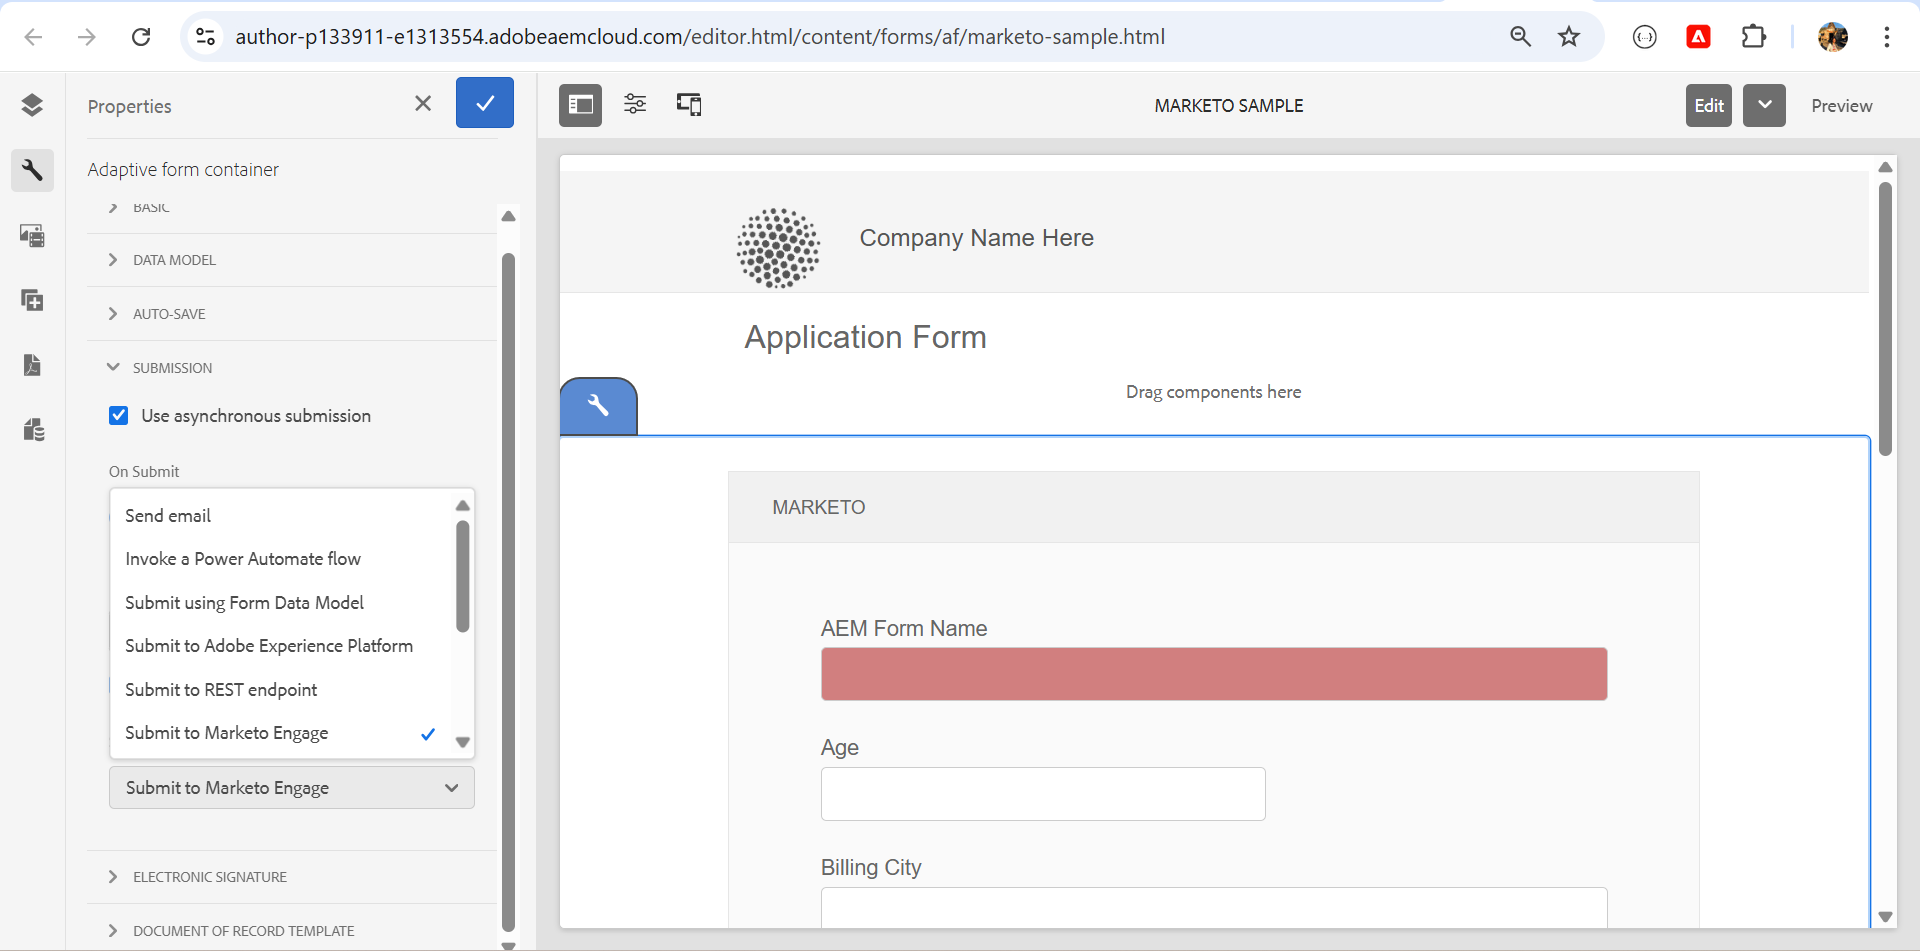 author-p133911-e1313554.adobeaemcloud.com/editor.html/content/forms/af/marketo-sample.html
Properties
MARKETO SAMPLE
Edit
Preview
Adaptive form container
BASIC
DATA MODEL
AUTO-SAVE
SUBMISSION
Use asynchronous submission
On Submit
Send email
Invoke a Power Automate flow
Submit using Form Data Model
Submit to Adobe Experience Platform
Submit to REST endpoint
Submit to Marketo Engage
Submit to Marketo Engage
ELECTRONIC SIGNATURE
DOCUMENT OF RECORD TEMPLATE
Company Name Here
Application Form
Drag components here
MARKETO
AEM Form Name
Age
Billing City